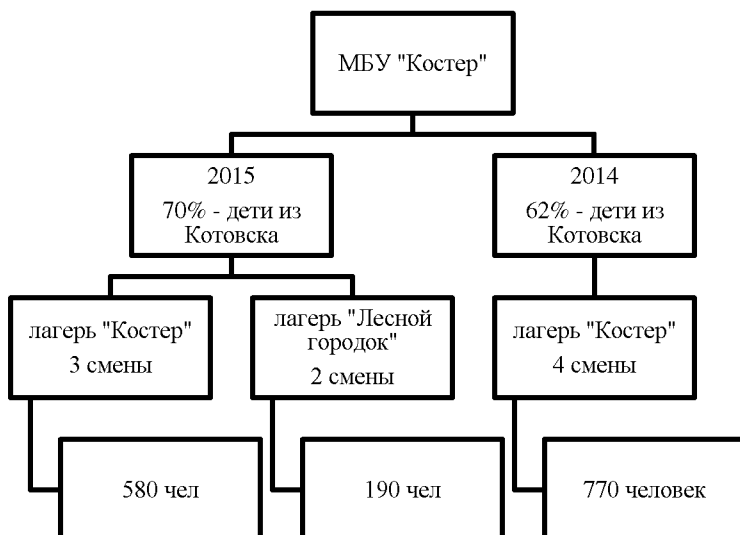 МБУ "Костер"
2015
70% - дети из
Котовска
2014
62% - дети из
Котовска
лагерь "Костер"
3 смены
лагерь "Лесной
городок"
2 смены
лагерь "Костер"
4 смены
580 чел
190 чел
770 человек